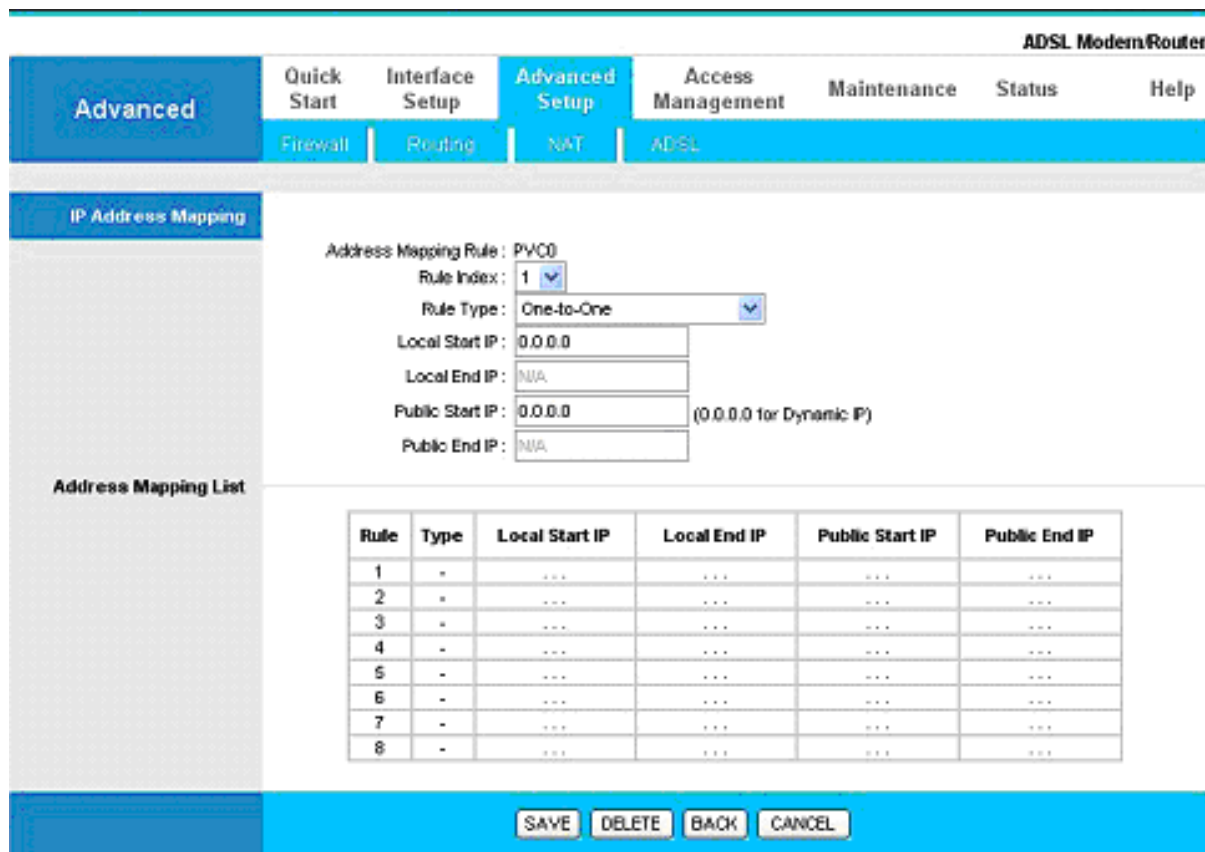 ADSL Modem/Router
Advanced
Quick Start
Interface Setup
Advanced Setup
Access Management
Maintenance
Status
Help
Firewall
Routing
NAT
ADSL
IP Address Mapping
Address Mapping Rule : PVC0
Rule Index : 1
Rule Type : One-to-One
Local Start IP : 0.0.0.0
Local End IP : N/A
Public Start IP : 0.0.0.0 (0.0.0.0 for Dynamic IP)
Public End IP : N/A
Address Mapping List
Rule Type Local Start IP Local End IP Public Start IP Public End IP
1 - ... ... ... ...
2 - ... ... ... ...
3 - ... ... ... ...
4 - ... ... ... ...
5 - ... ... ... ...
6 - ... ... ... ...
7 - ... ... ... ...
8 - ... ... ... ...
SAVE DELETE BACK CANCEL